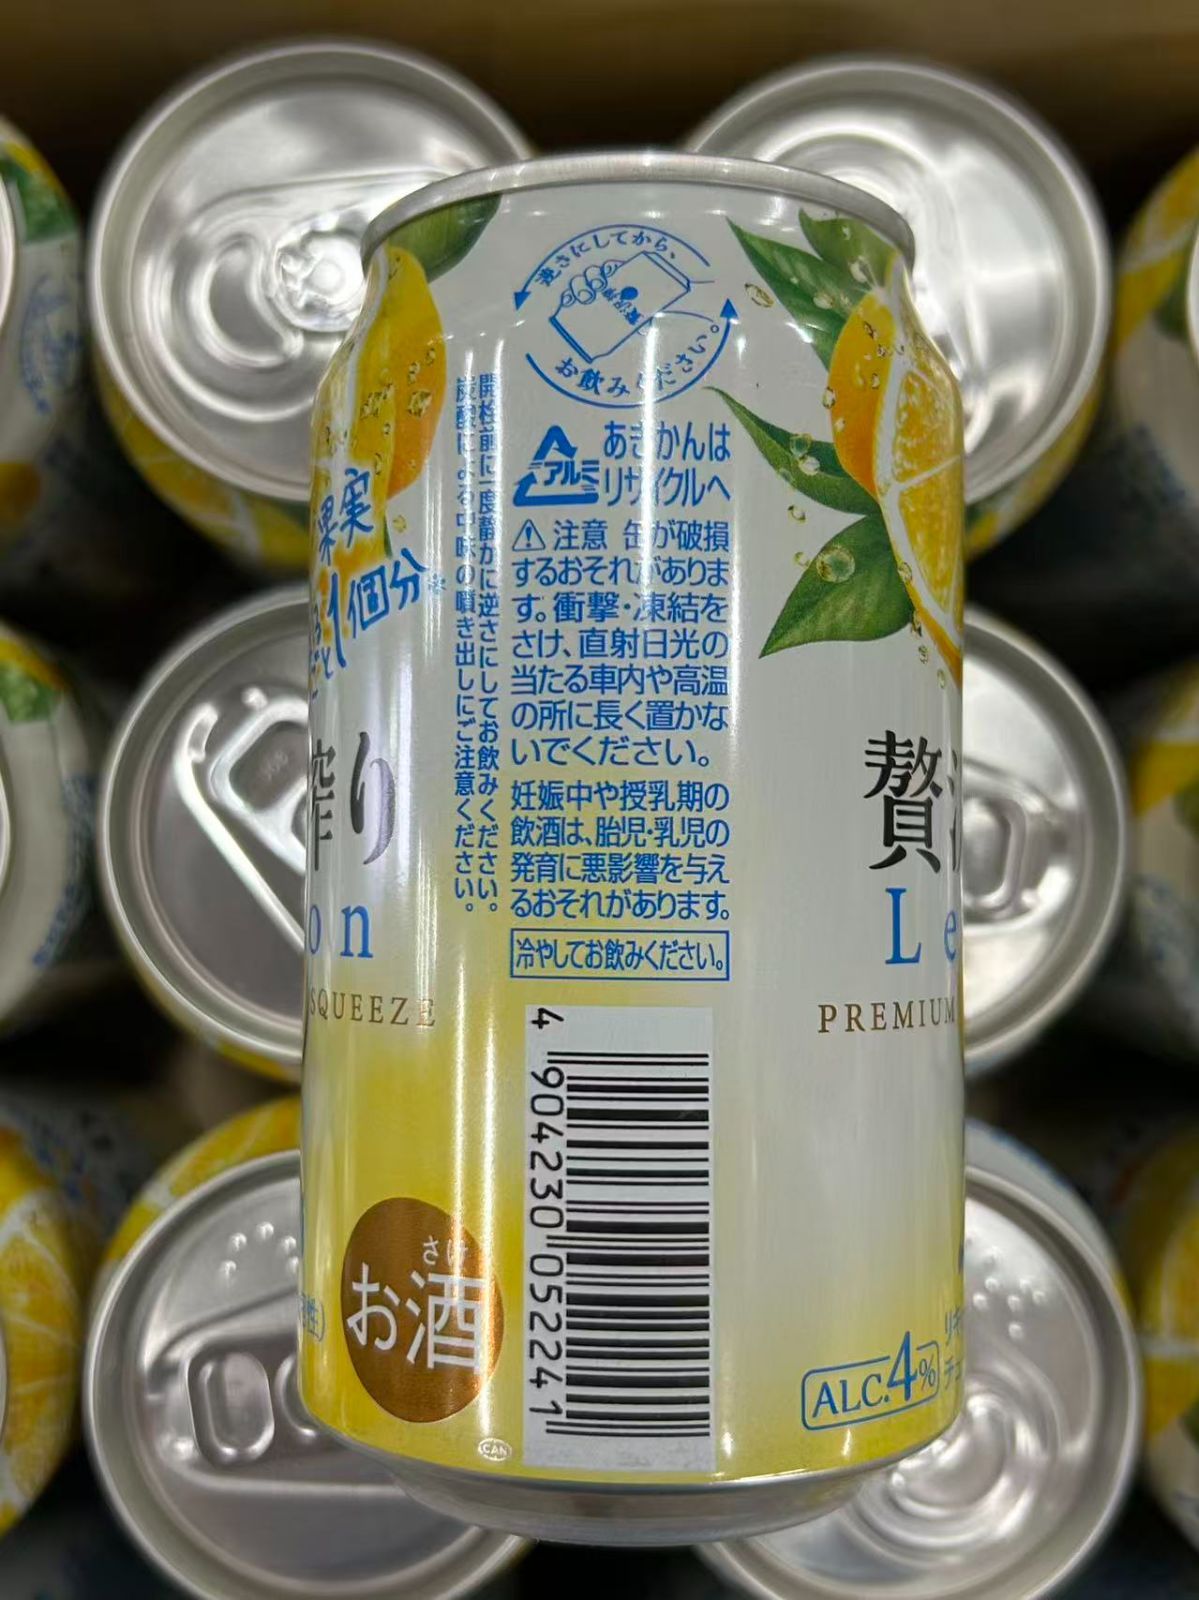 逆さにしてから、
お飲みください。
開栓前に一度静かに逆さにしてお飲みください。
炭酸による中味の噴き出しにご注意ください。
アルミ
あきかんは
リサイクルへ
注意 缶が破損
するおそれがありま
す。衝撃・凍結を
さけ、直射日光の
当たる車内や高温
の所に長く置かな
いでください。
妊娠中や授乳期の
飲酒は、胎児・乳児の
発育に悪影響を与え
るおそれがあります。
冷やしてお飲みください。
4 904230 052241
果実
1個分※
搾り
on
SQUEEZE
さけ
お酒
CAN
贅
Le
PREMIUM
ALC.4%